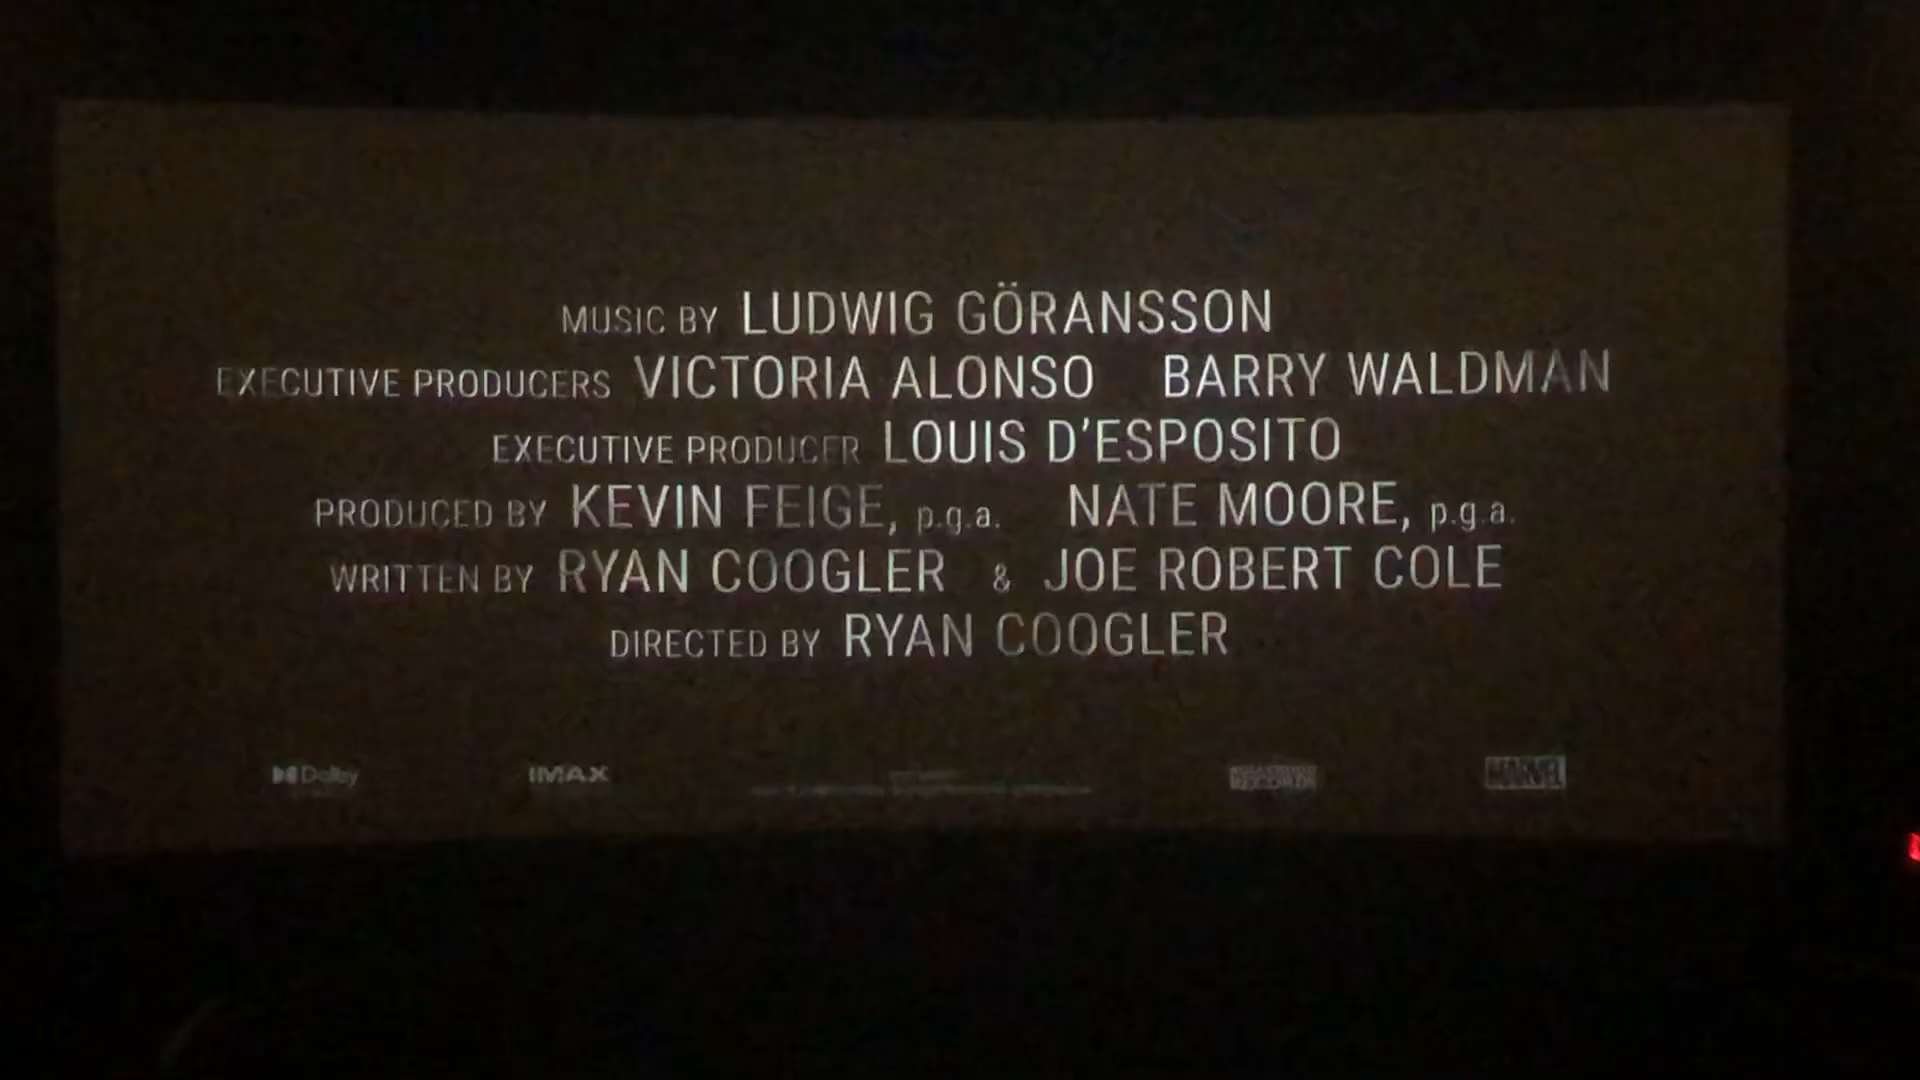 MUSIC BY LUDWIG GÖRANSSON
EXECUTIVE PRODUCERS VICTORIA ALONSO BARRY WALDMAN
EXECUTIVE PRODUCER LOUIS D'ESPOSITO
PRODUCED BY KEVIN FEIGE, p.g.a. NATE MOORE, p.g.a.
WRITTEN BY RYAN COOGLER & JOE ROBERT COLE
DIRECTED BY RYAN COOGLER
Dolby IMAX MARVEL